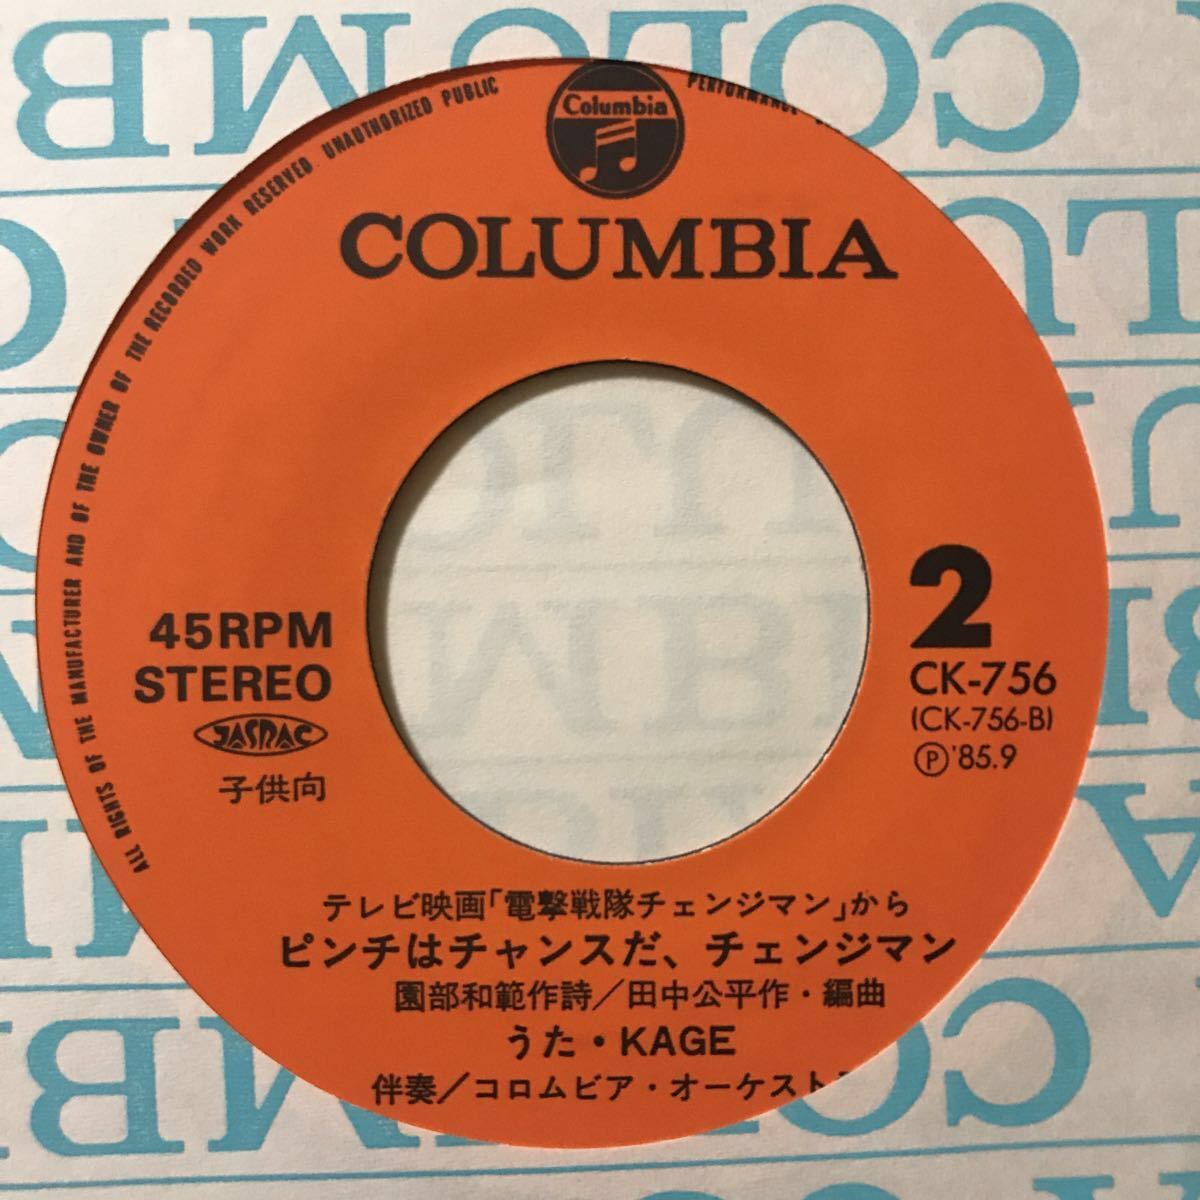 ALL RIGHTS OF THE MANUFACTURER AND OF THE OWNER OF THE RECORDED WORK RESERVED. UNAUTHORIZED PUBLIC PERFORMANCE
Columbia
COLUMBIA
45RPM
STEREO
JASRAC
子供向
2
CK-756
(CK-756-B)
Ⓟ'85.9
テレビ映画「電撃戦隊チェンジマン」から
ピンチはチャンスだ、チェンジマン
園部和範作詩／田中公平作・編曲
うた・KAGE
伴奏／コロムビア・オーケスト